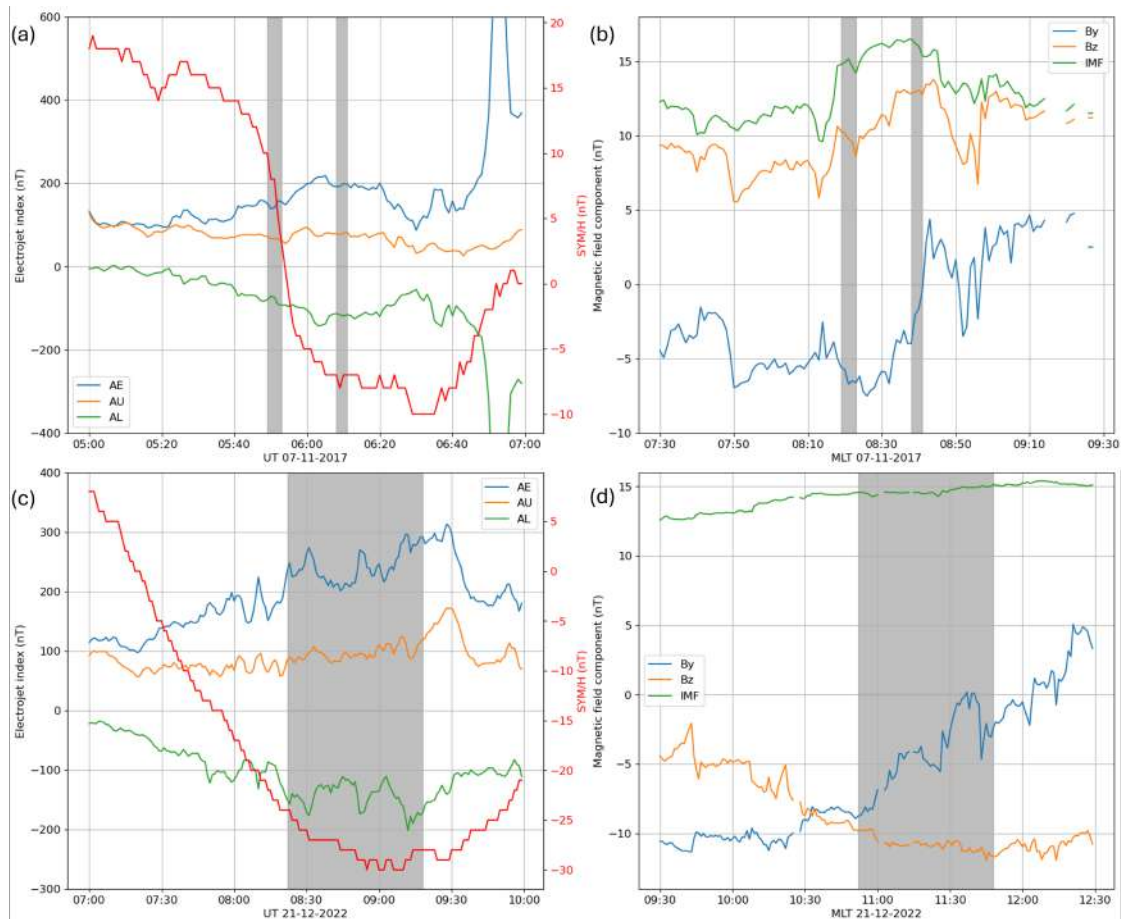 (a)
600
400
200
0
−200
−400
Electrojet index (nT)
20
15
10
5
0
−5
−10
SYM/H (nT)
AE
AU
AL
05:00 05:20 05:40 06:00 06:20 06:40 07:00
UT 07-11-2017
(b)
15
10
5
0
−5
−10
Magnetic field component (nT)
By
Bz
IMF
07:30 07:50 08:10 08:30 08:50 09:10 09:30
MLT 07-11-2017
(c)
400
300
200
100
0
−100
−200
−300
Electrojet index (nT)
AE
AU
AL
5
0
−5
−10
−15
−20
−25
−30
SYM/H (nT)
07:00 07:30 08:00 08:30 09:00 09:30 10:00
UT 21-12-2022
(d)
15
10
5
0
−5
−10
Magnetic field component (nT)
By
Bz
IMF
09:30 10:00 10:30 11:00 11:30 12:00 12:30
MLT 21-12-2022